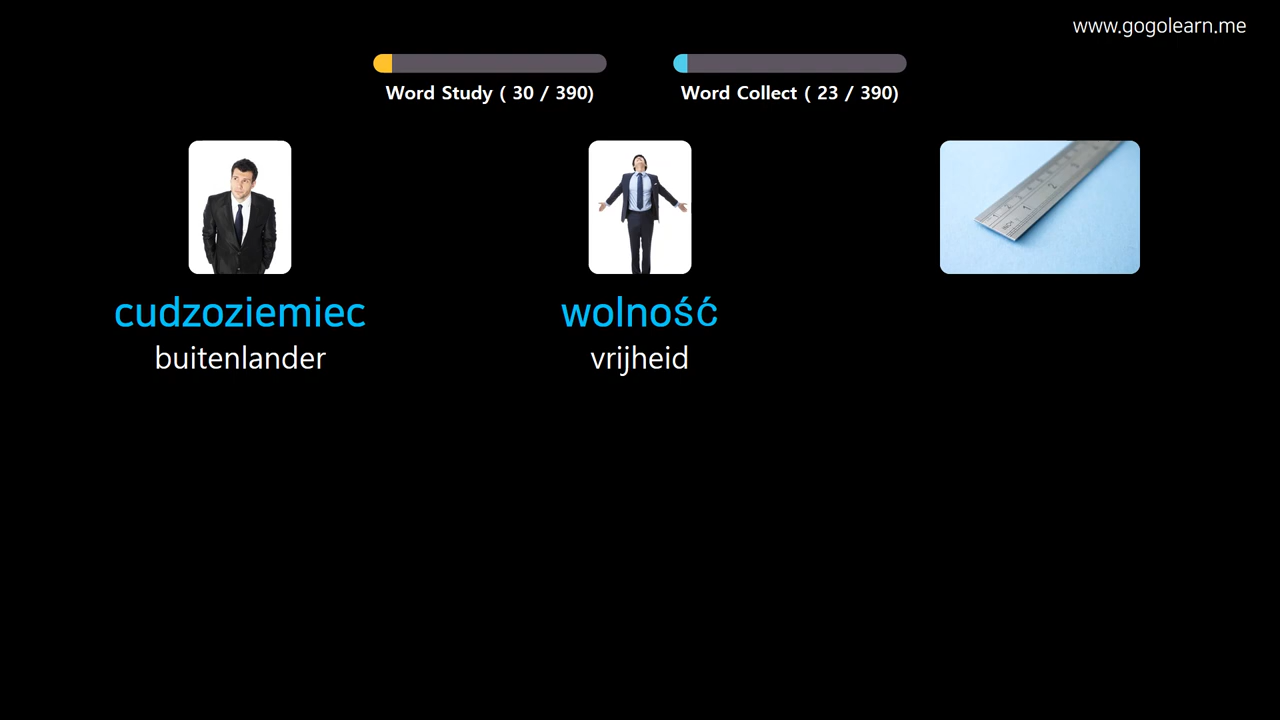 www.gogolearn.me
Word Study ( 30 / 390)
Word Collect ( 23 / 390)
cudzoziemiec
wolność
buitenlander
vrijheid